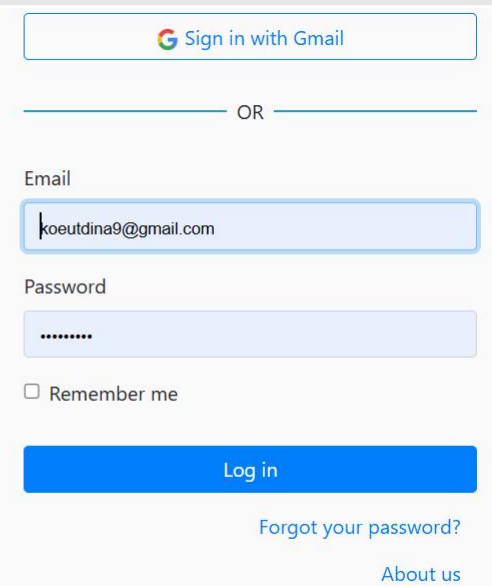 Sign in with Gmail
OR
Email
koeutdina9@gmail.com
Password
•••••••••
Remember me
Log in
Forgot your password?
About us